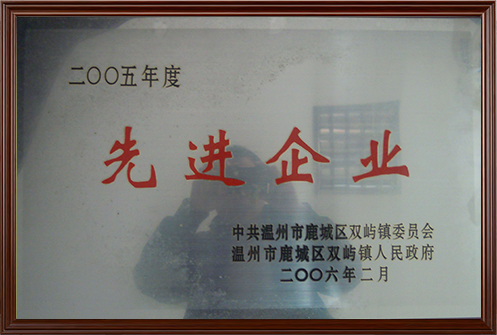 二〇〇五年度
先进企业
中共温州市鹿城区双屿镇委员会
温州市鹿城区双屿镇人民政府
二〇〇六年二月